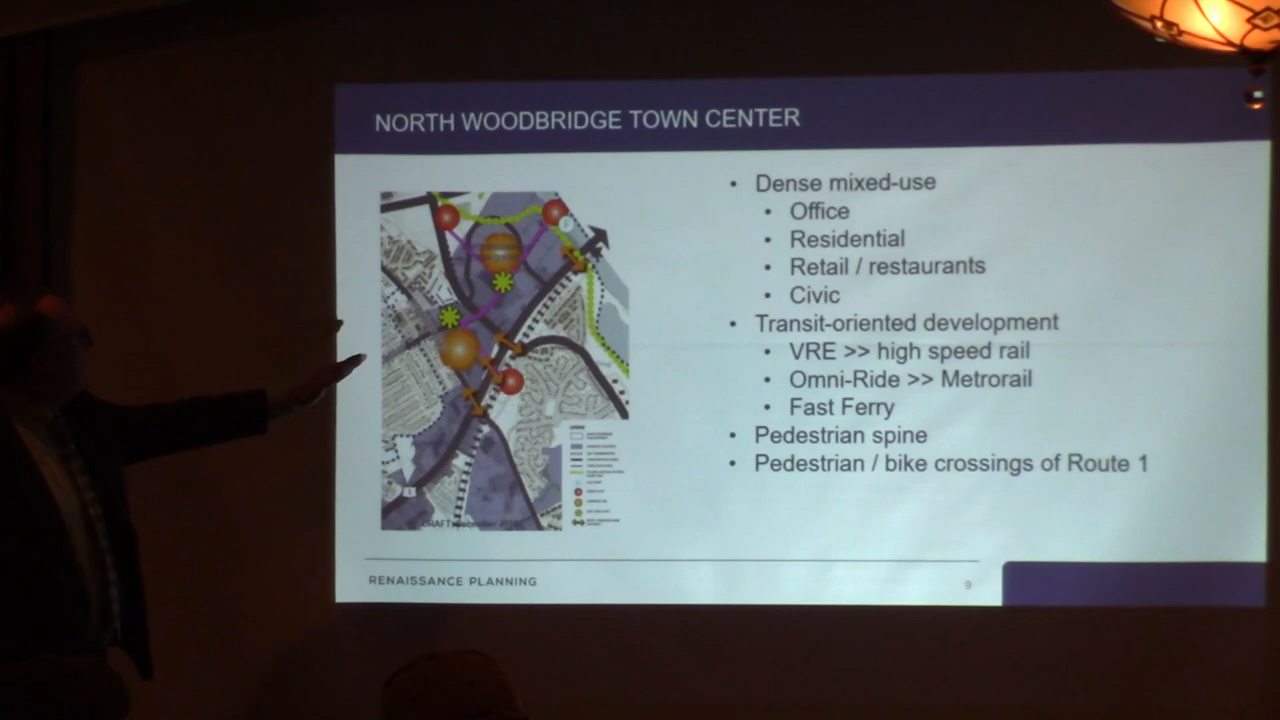 NORTH WOODBRIDGE TOWN CENTER
• Dense mixed-use
• Office
• Residential
• Retail / restaurants
• Civic
• Transit-oriented development
• VRE >> high speed rail
• Omni-Ride >> Metrorail
• Fast Ferry
• Pedestrian spine
• Pedestrian / bike crossings of Route 1
DRAFT
RENAISSANCE PLANNING
9